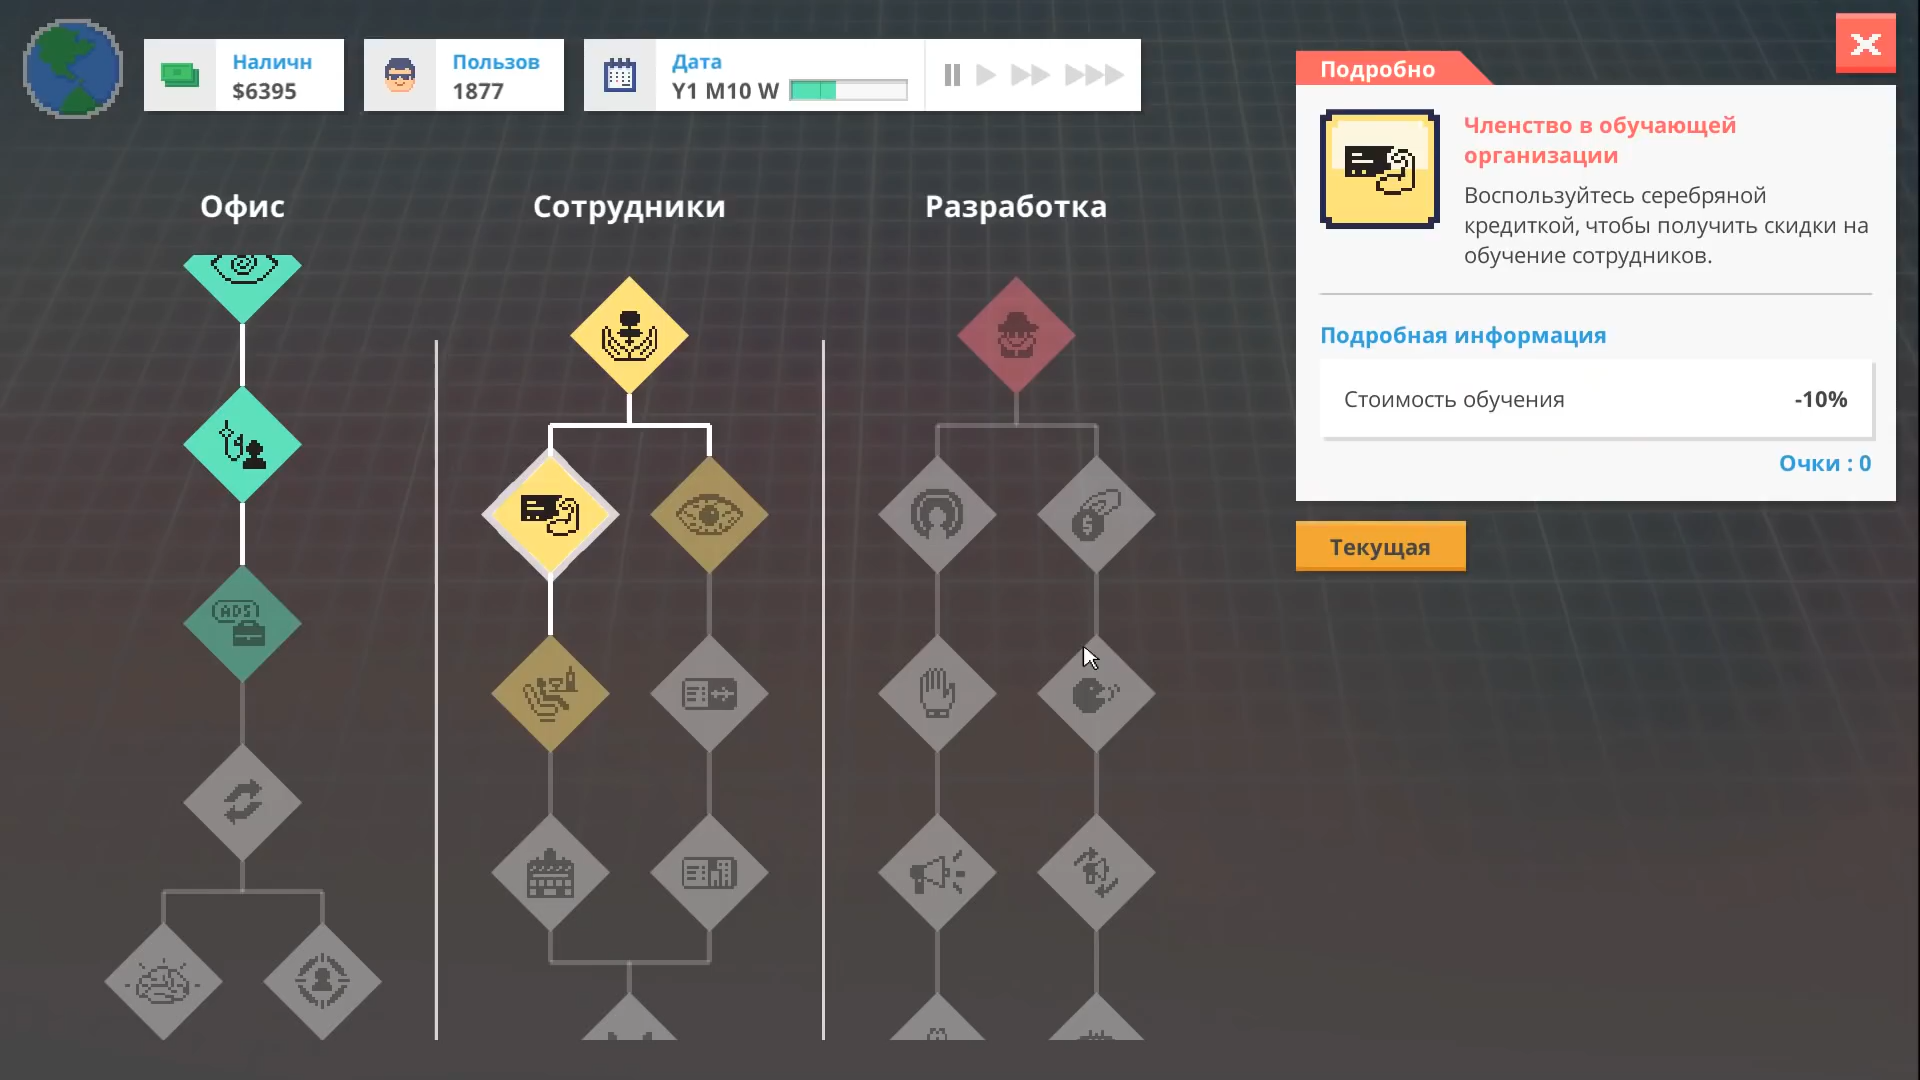 Наличн
$6395
Пользов
1877
Дата
Y1 M10 W
Подробно
Членство в обучающей
организации
Воспользуйтесь серебряной
кредиткой, чтобы получить скидки на
обучение сотрудников.
Подробная информация
Стоимость обучения -10%
Очки : 0
Текущая
Офис
Сотрудники
Разработка
ADS